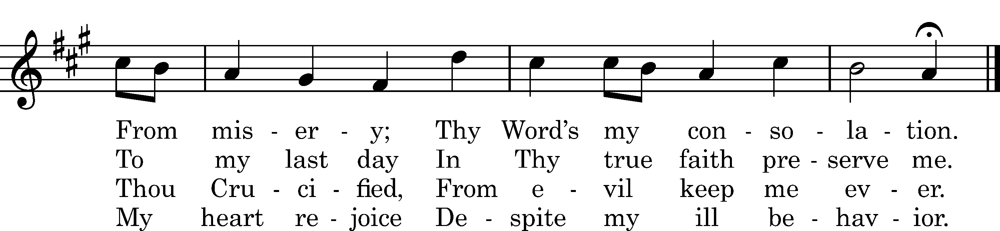 From mis - er - y; Thy Word's my con - so - la - tion.
To my last day In Thy true faith pre - serve me.
Thou Cru - ci - fied, From e - vil keep me ev - er.
My heart re - joice De - spite my ill be - hav - ior.